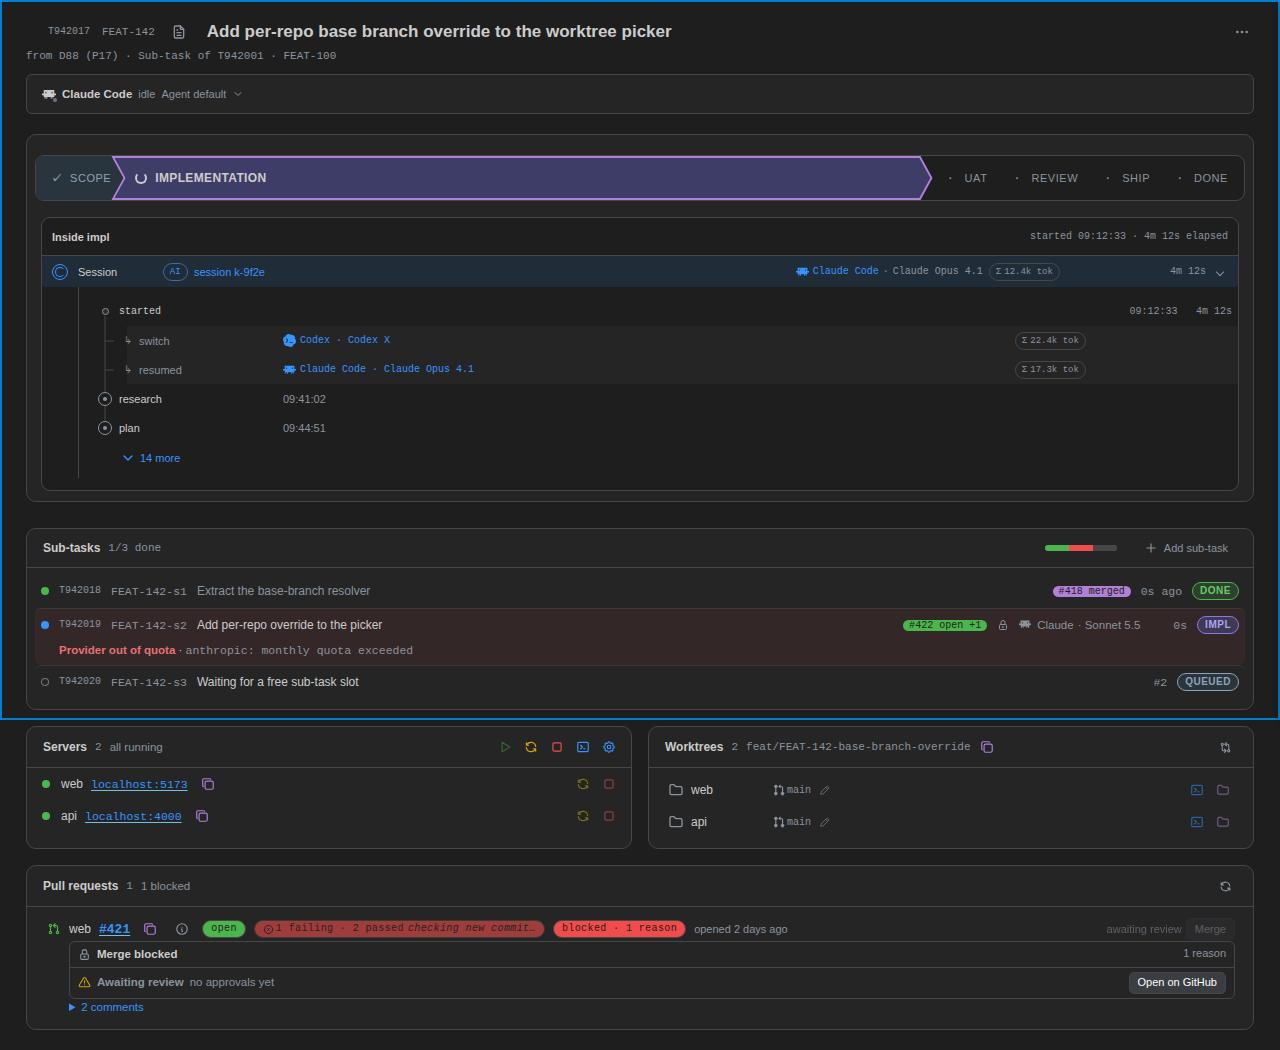 T942017 FEAT-142 Add per-repo base branch override to the worktree picker
from D88 (P17) · Sub-task of T942001 · FEAT-100
Claude Code idle Agent default
SCOPE IMPLEMENTATION · UAT · REVIEW · SHIP · DONE
Inside impl started 09:12:33 · 4m 12s elapsed
Session AI session k-9f2e Claude Code · Claude Opus 4.1 Σ 12.4k tok 4m 12s
started 09:12:33 4m 12s
↳ switch Codex · Codex X Σ 22.4k tok
↳ resumed Claude Code · Claude Opus 4.1 Σ 17.3k tok
research 09:41:02
plan 09:44:51
14 more
Sub-tasks 1/3 done Add sub-task
T942018 FEAT-142-s1 Extract the base-branch resolver #418 merged 0s ago DONE
T942019 FEAT-142-s2 Add per-repo override to the picker #422 open +1 Claude · Sonnet 5.5 0s IMPL
Provider out of quota · anthropic: monthly quota exceeded
T942020 FEAT-142-s3 Waiting for a free sub-task slot #2 QUEUED
Servers 2 all running
web localhost:5173
api localhost:4000
Worktrees 2 feat/FEAT-142-base-branch-override
web main
api main
Pull requests 1 1 blocked
web #421 open 1 failing · 2 passed checking new commit… blocked · 1 reason opened 2 days ago awaiting review Merge
Merge blocked 1 reason
Awaiting review no approvals yet Open on GitHub
2 comments